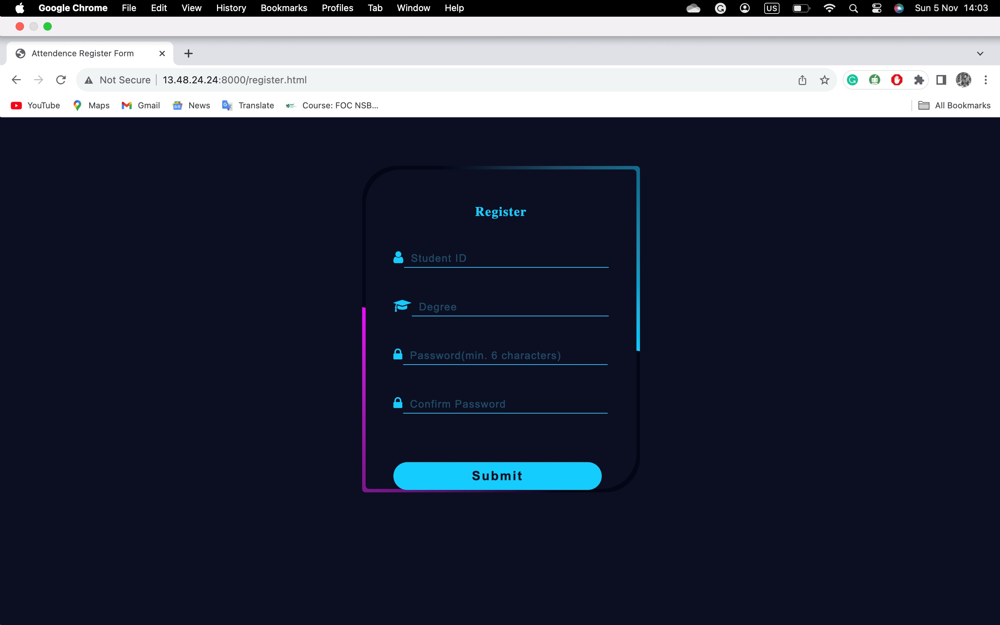 Google Chrome File Edit View History Bookmarks Profiles Tab Window Help US Sun 5 Nov 14:03
Attendence Register Form
Not Secure 13.48.24.24:8000/register.html
YouTube Maps Gmail News Translate Course: FOC NSB... All Bookmarks
Register
Student ID
Degree
Password(min. 6 characters)
Confirm Password
Submit